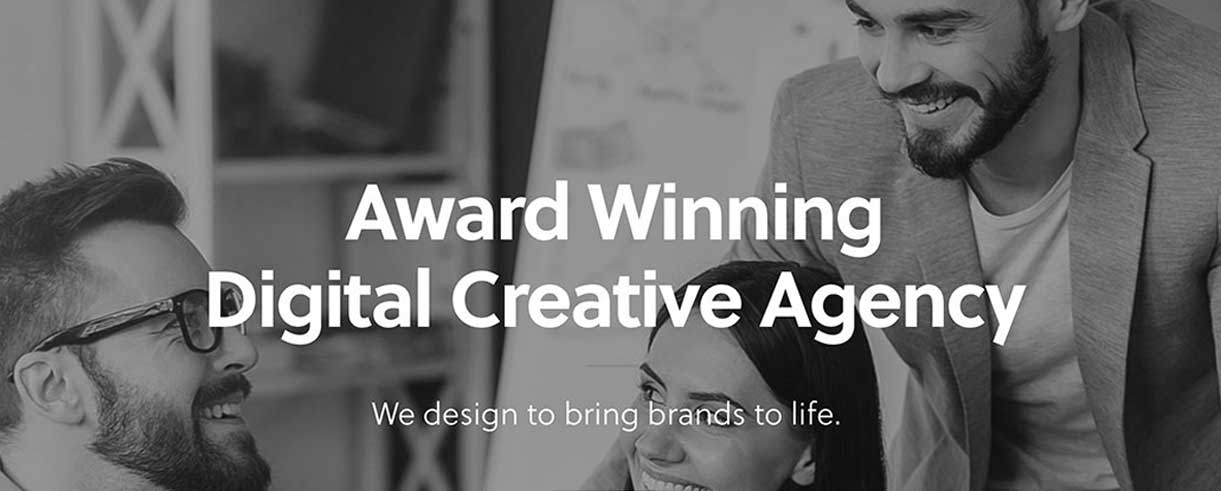 Award Winning
Digital Creative Agency
We design to bring brands to life.